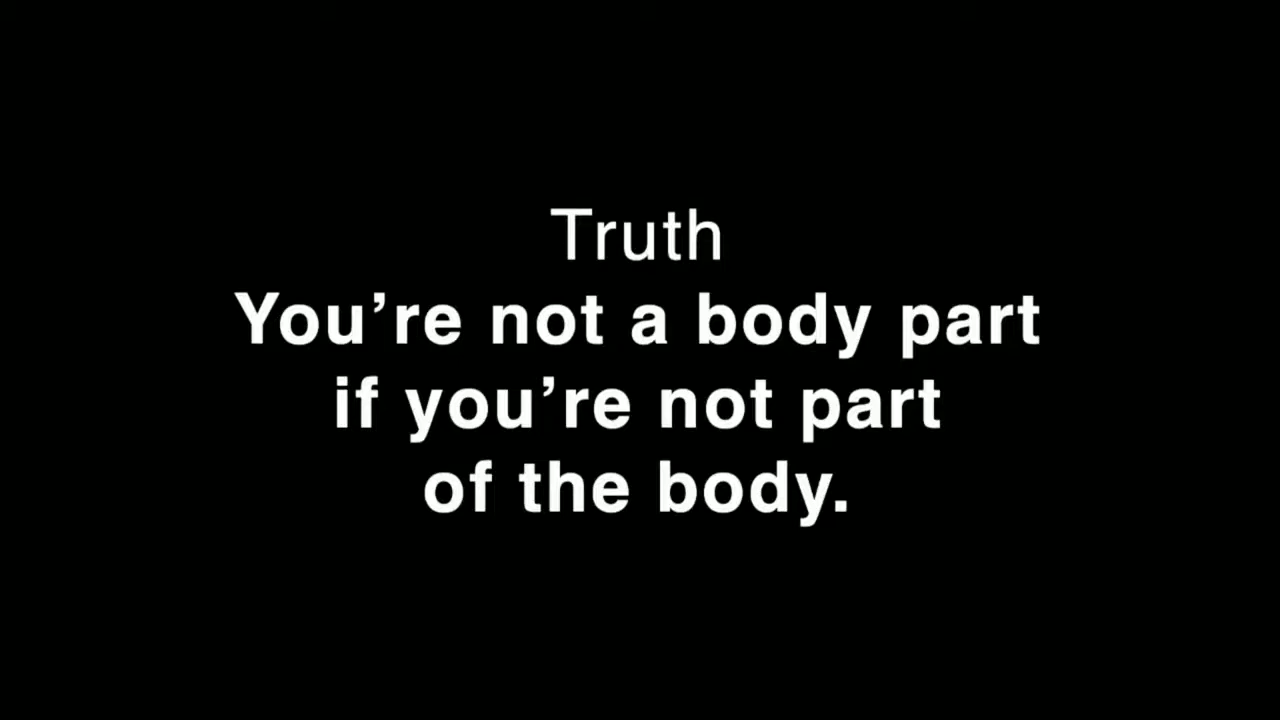 Truth
You’re not a body part
if you’re not part
of the body.